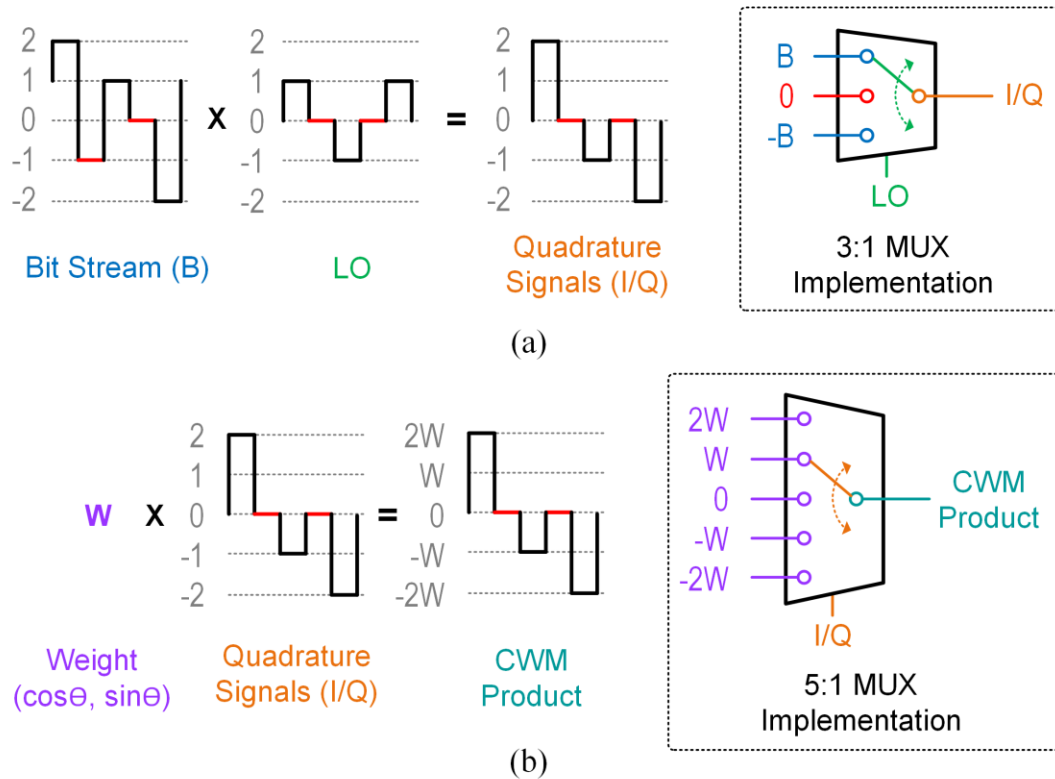 2
1
0
-1
-2
X
2
1
0
-1
-2
=
2
1
0
-1
-2
Bit Stream (B)
LO
Quadrature
Signals (I/Q)
B
0
-B
I/Q
LO
3:1 MUX
Implementation
(a)
W
X
2
1
0
-1
-2
=
2W
W
0
-W
-2W
Weight
(cosΘ, sinΘ)
Quadrature
Signals (I/Q)
CWM
Product
2W
W
0
-W
-2W
CWM
Product
I/Q
5:1 MUX
Implementation
(b)